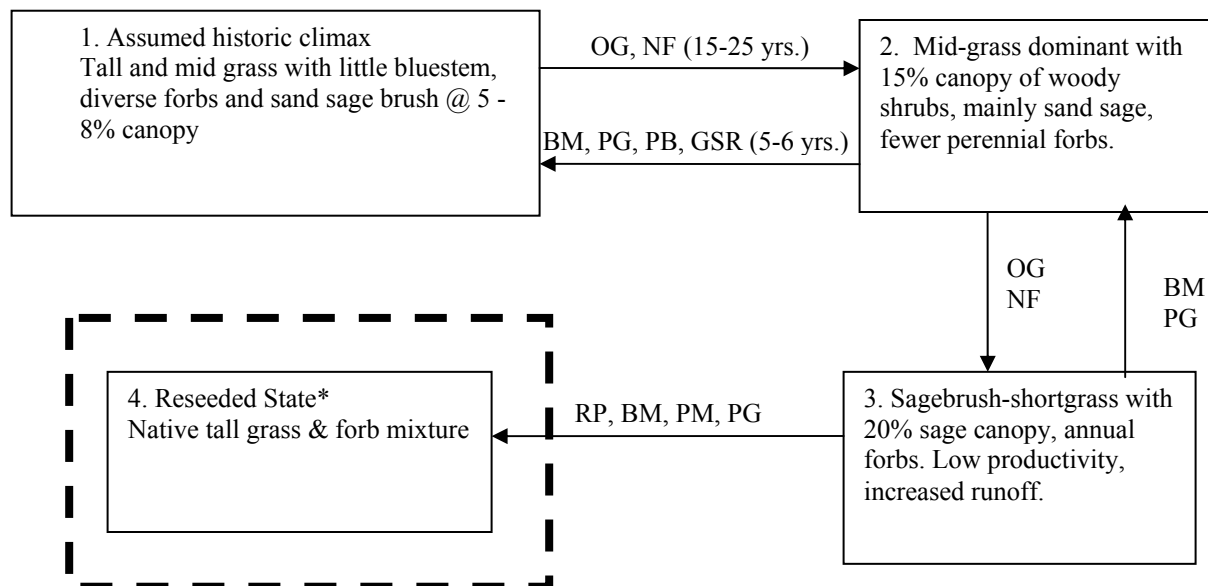 1. Assumed historic climax
Tall and mid grass with little bluestem,
diverse forbs and sand sage brush @ 5 -
8% canopy
OG, NF (15-25 yrs.)
BM, PG, PB, GSR (5-6 yrs.)
2. Mid-grass dominant with
15% canopy of woody
shrubs, mainly sand sage,
fewer perennial forbs.
OG
NF
BM
PG
4. Reseeded State*
Native tall grass & forb mixture
RP, BM, PM, PG
3. Sagebrush-shortgrass with
20% sage canopy, annual
forbs. Low productivity,
increased runoff.